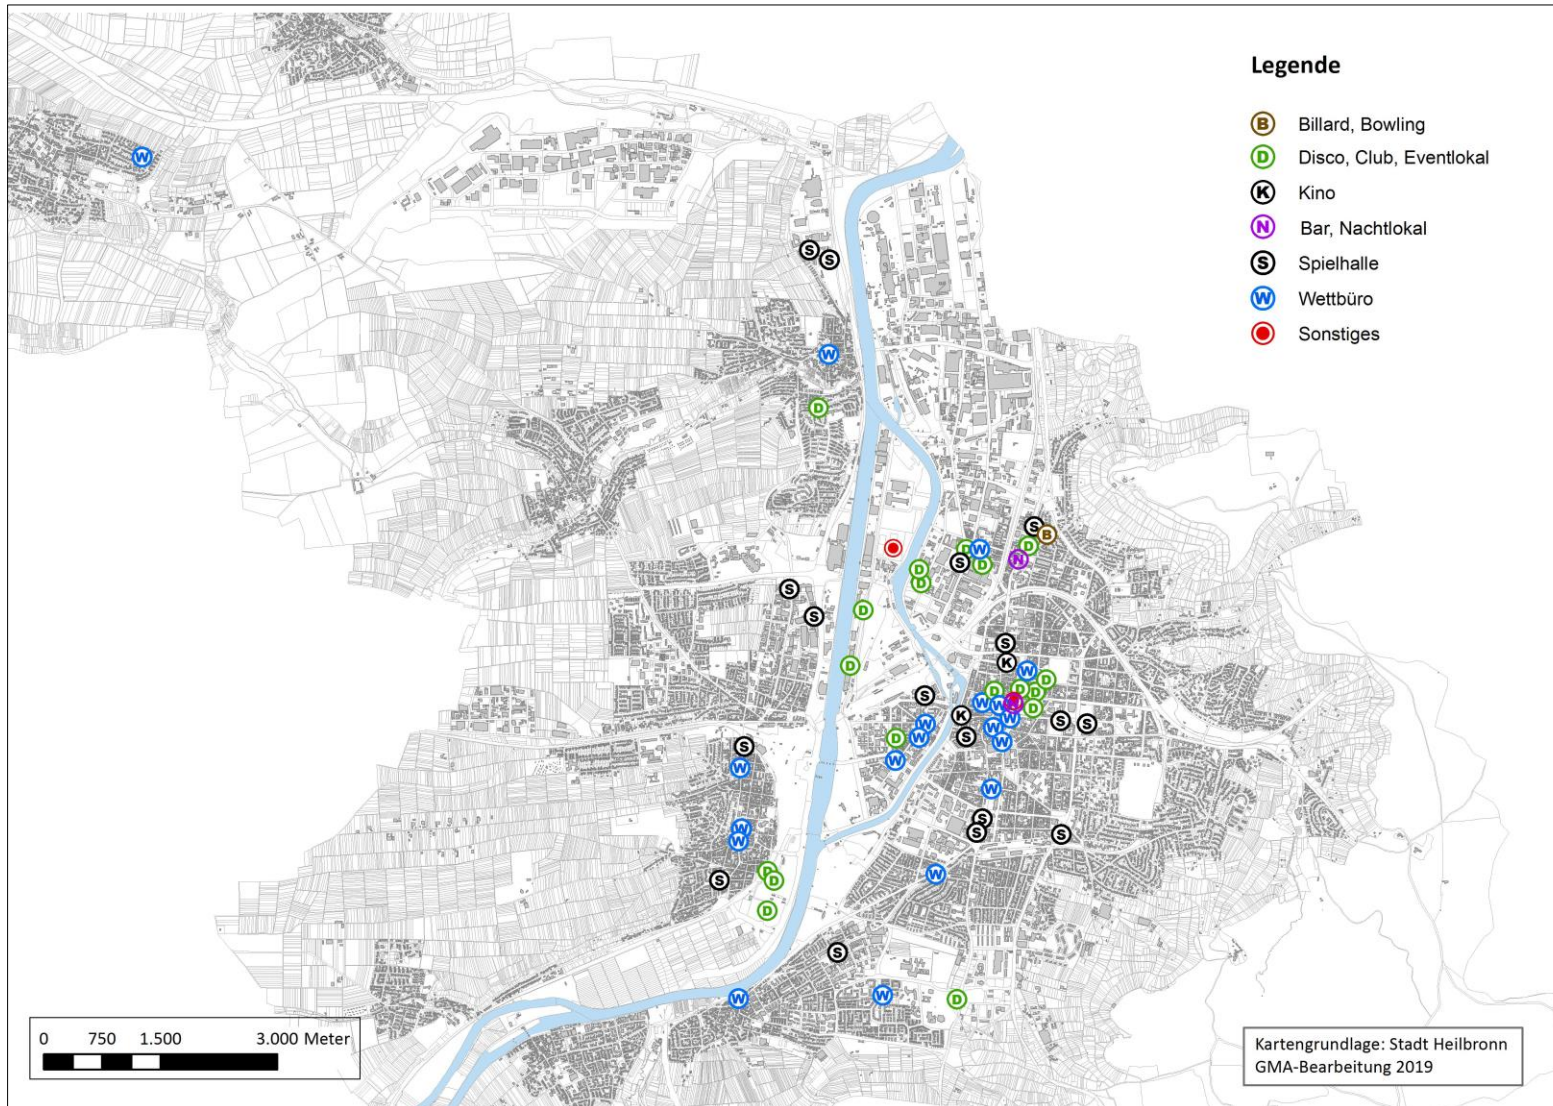 Legende
B Billard, Bowling
D Disco, Club, Eventlokal
K Kino
N Bar, Nachtlokal
S Spielhalle
W Wettbüro
Sonstiges
W
S S
W
D
S
B
D W D
S D N
D
D
S
S
D
S
K
W
D
S D D D
W W N D
K W S S
W D W
S W
W S W
W
W
S
W S S
W
D
S D W
D
S
W W D
0 750 1.500 3.000 Meter
Kartengrundlage: Stadt Heilbronn
GMA-Bearbeitung 2019